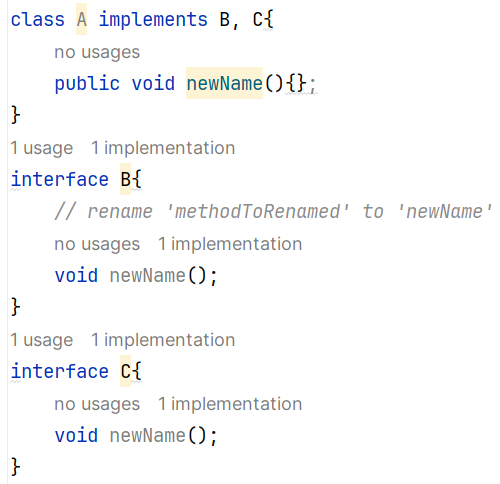 class A implements B, C{
no usages
public void newName(){};
}
1 usage 1 implementation
interface B{
// rename 'methodToRenamed' to 'newName'
no usages 1 implementation
void newName();
}
1 usage 1 implementation
interface C{
no usages 1 implementation
void newName();
}